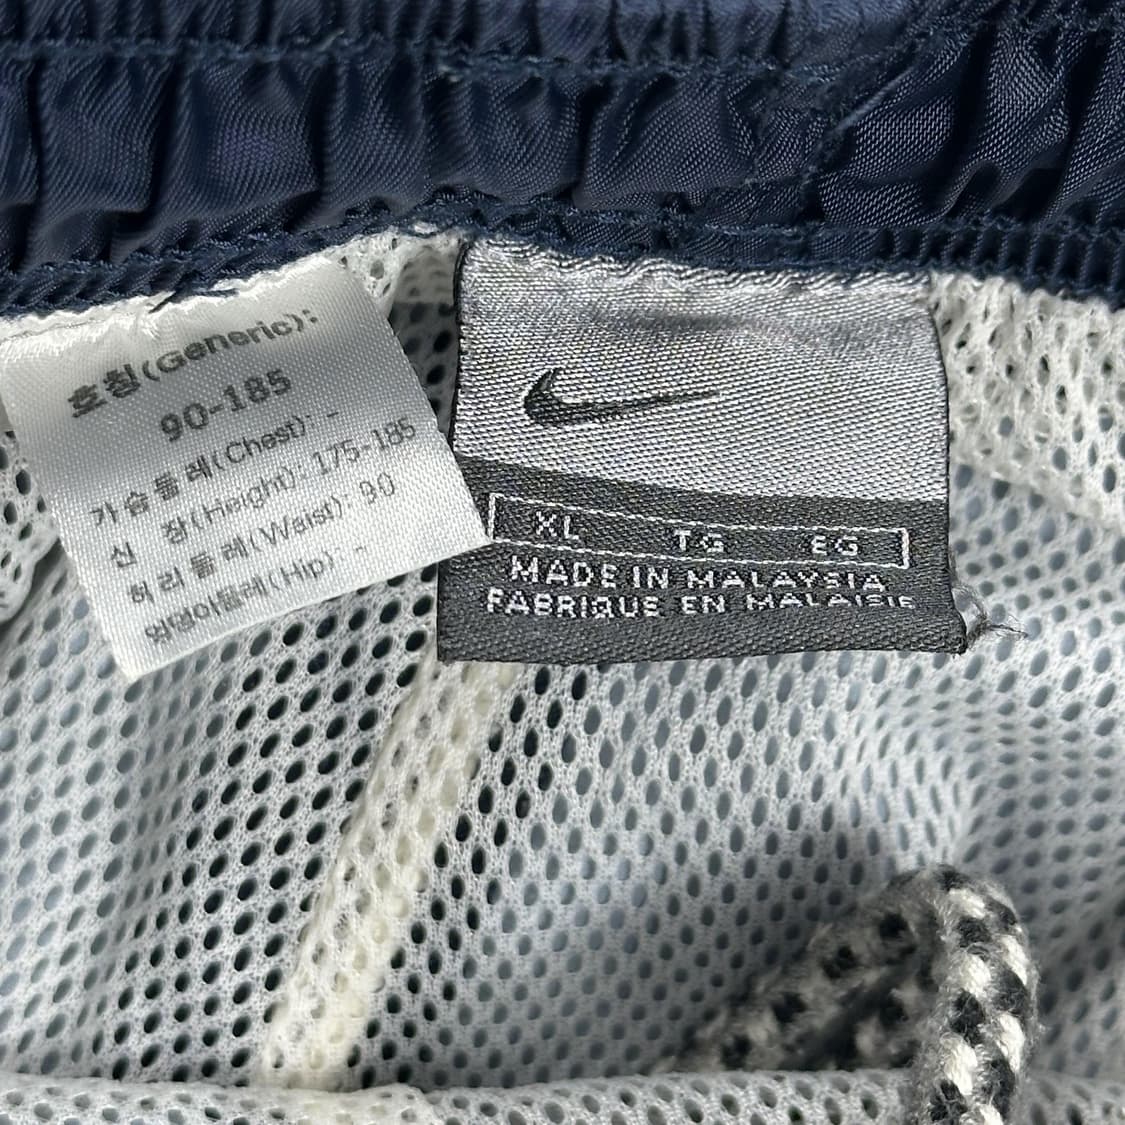 호칭(Generic):
90-185
가슴둘레(Chest): -
신 장(Height): 175-185
허리둘레(Waist): 90
엉덩이둘레(Hip): -
XL TG EG
MADE IN MALAYSIA
FABRIQUE EN MALAISIE